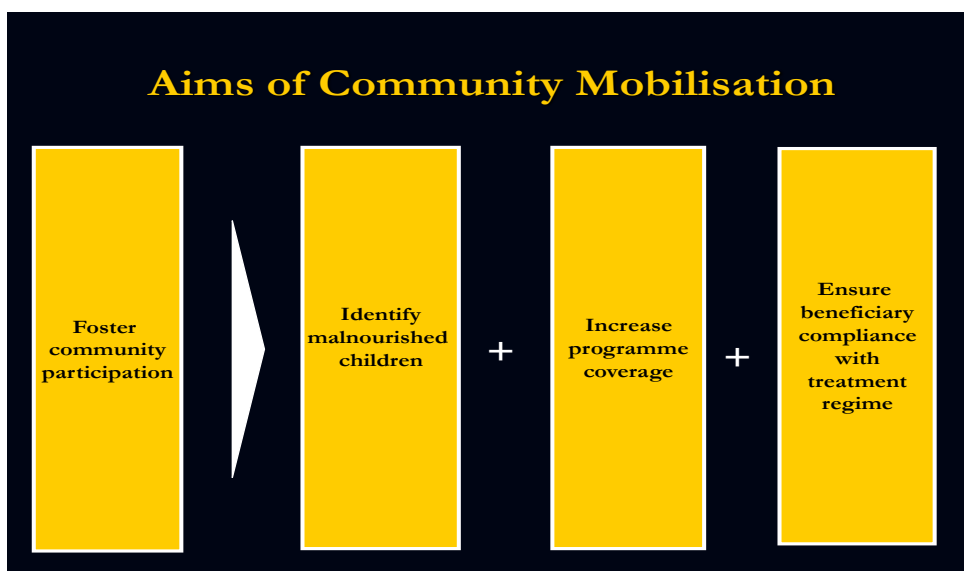 Aims of Community Mobilisation
Foster
community
participation
Identify
malnourished
children
+
Increase
programme
coverage
+
Ensure
beneficiary
compliance
with
treatment
regime